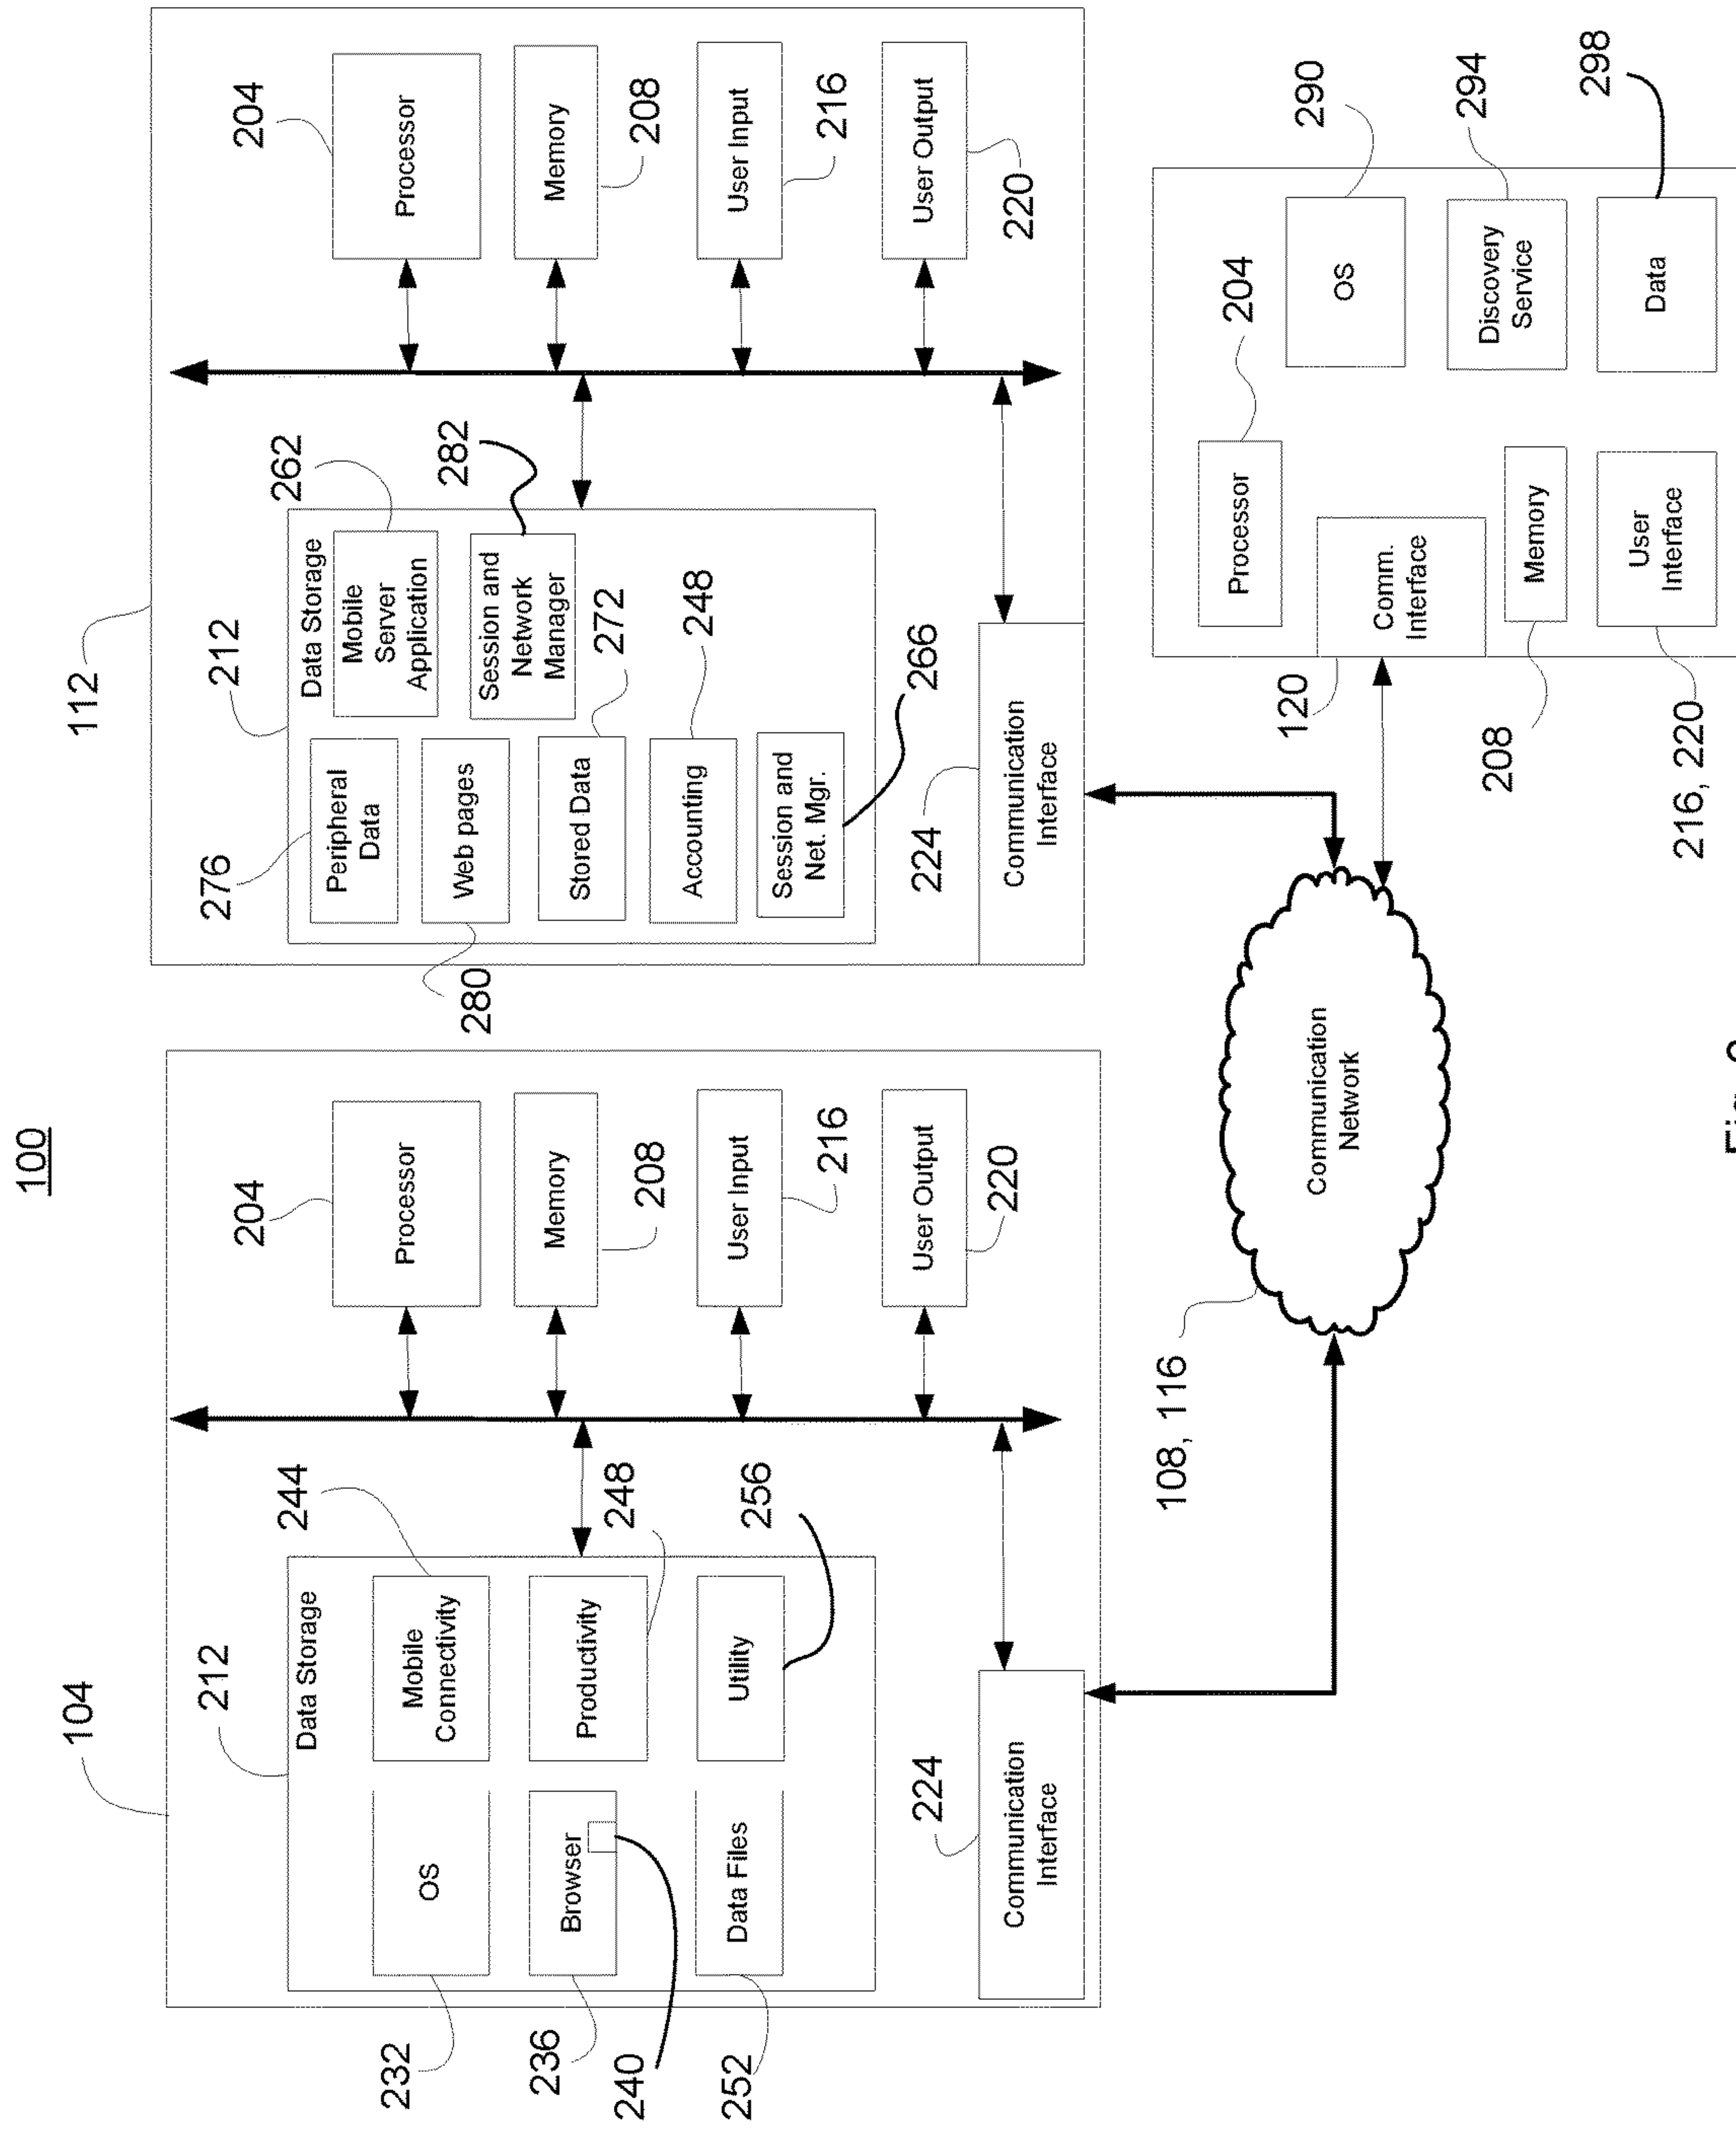 100
104
212
Data Storage
232
OS
244
Mobile
Connectivity
236
Browser
240
248
Productivity
252
Data Files
256
Utility
204
Processor
Memory
208
User Input
216
User Output
220
224
Communication
Interface
112
212
Data Storage
276
Peripheral
Data
262
Mobile
Server
Application
280
Web pages
282
Session and
Network
Manager
272
Stored Data
248
Accounting
266
Session and
Net. Mgr.
204
Processor
Memory
208
User Input
216
User Output
220
224
Communication
Interface
108, 116
Communication
Network
120
204
Processor
290
OS
Comm.
Interface
294
Discovery
Service
208
Memory
298
Data
216, 220
User
Interface